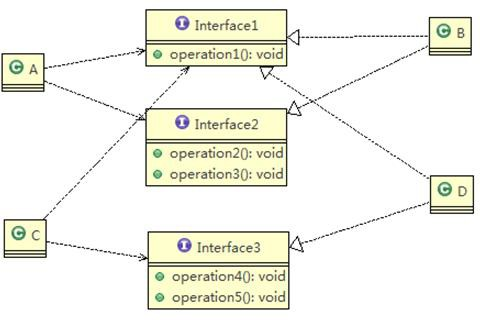 I Interface1
operation1(): void
C B
C A
I Interface2
operation2(): void
operation3(): void
C D
C C
I Interface3
operation4(): void
operation5(): void